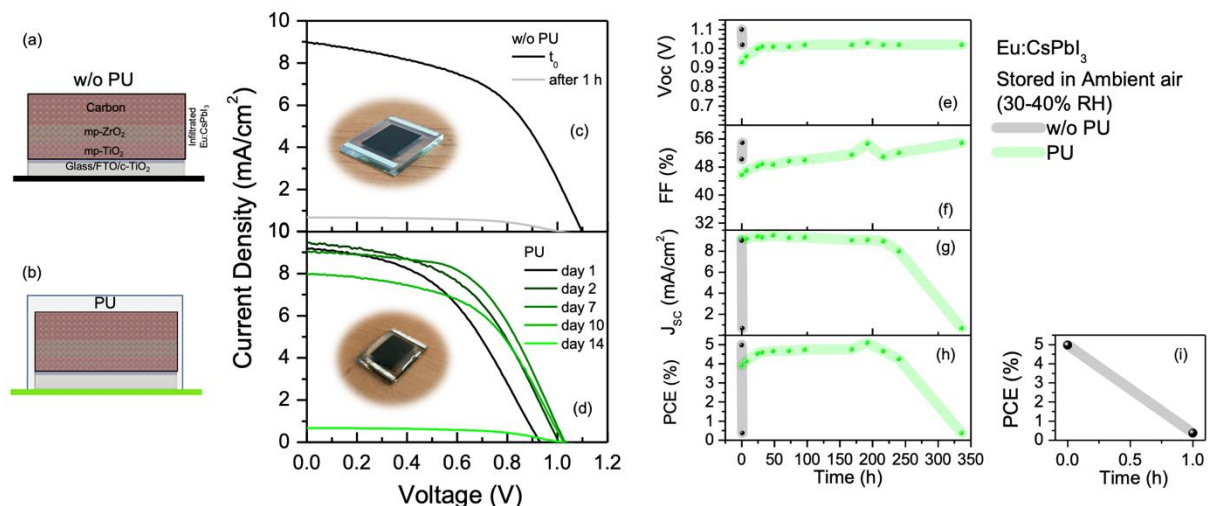 (a)
w/o PU
Carbon
mp-ZrO₂
mp-TiO₂
Glass/FTO/c-TiO₂
Infiltrated
Eu:CsPbI₃
(b)
PU
Current Density (mA/cm²)
10
8
6
4
2
10
8
6
4
2
0
w/o PU
t₀
after 1 h
(c)
PU
day 1
day 2
day 7
day 10
day 14
(d)
0.0 0.2 0.4 0.6 0.8 1.0 1.2
Voltage (V)
Voc (V)
1.1
1.0
0.9
0.8
0.7
(e)
FF (%)
56
48
40
32
(f)
J_SC (mA/cm²)
8
6
4
2
(g)
PCE (%)
5
4
3
2
1
0
(h)
0 50 100 150 200 250 300 350
Time (h)
Eu:CsPbI₃
Stored in Ambient air
(30-40% RH)
w/o PU
PU
PCE (%)
5
4
3
2
1
0
(i)
0.0 0.5 1.0
Time (h)